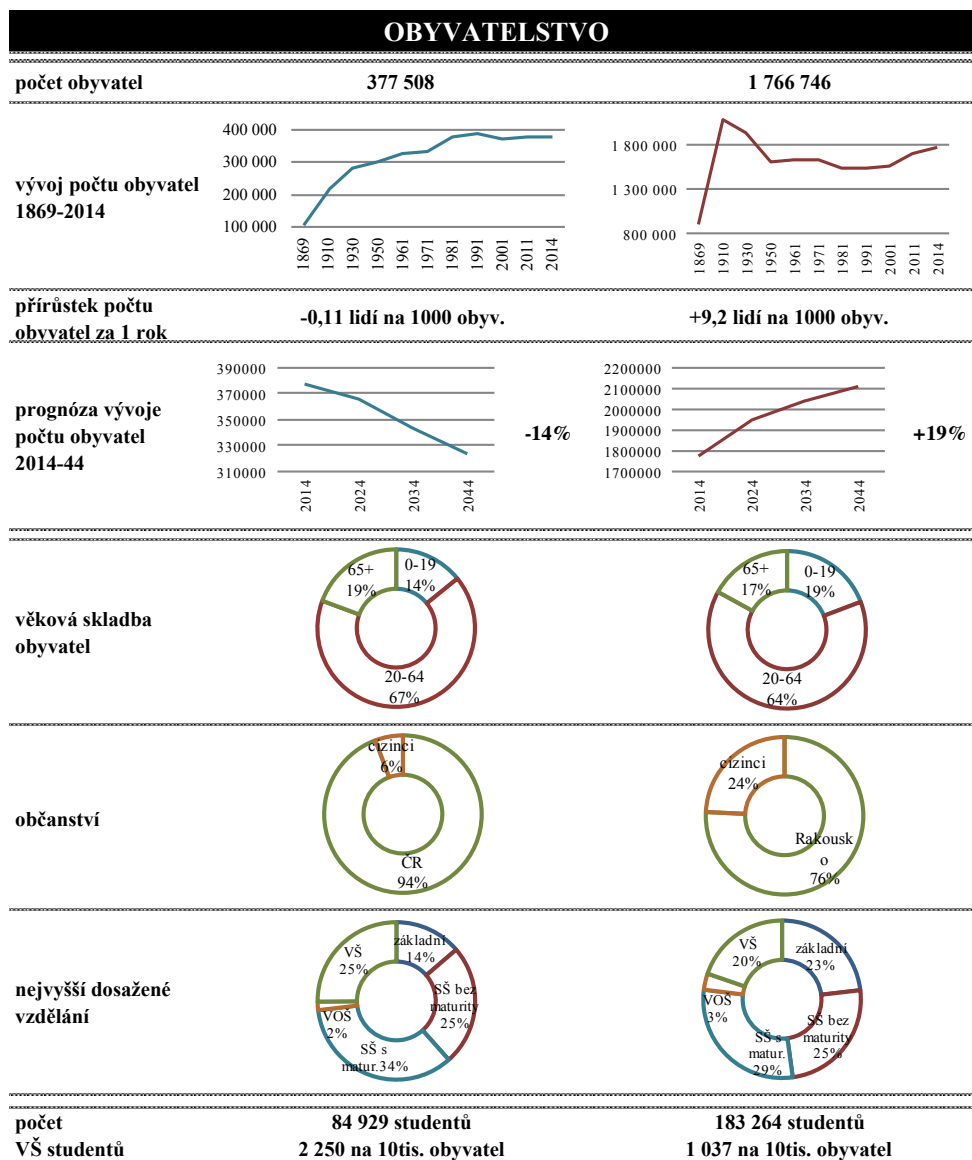 OBYVATELSTVO
počet obyvatel 377 508 1 766 746
vývoj počtu obyvatel
1869-2014
400 000
300 000
200 000
100 000
1869 1910 1930 1950 1961 1971 1981 1991 2001 2011 2014
1 800 000
1 300 000
800 000
1869 1910 1930 1950 1961 1971 1981 1991 2001 2011 2014
přírůstek počtu
obyvatel za 1 rok
-0,11 lidí na 1000 obyv. +9,2 lidí na 1000 obyv.
prognóza vývoje
počtu obyvatel
2014-44
390000
370000
350000
330000
310000
2014 2024 2034 2044
-14%
2200000
2100000
2000000
1900000
1800000
1700000
2014 2024 2034 2044
+19%
věková skladba
obyvatel
65+
19%
0-19
14%
20-64
67%
65+
17%
0-19
19%
20-64
64%
občanství
cizinci
6%
ČR
94%
cizinci
24%
Rakousk
o
76%
nejvyšší dosažené
vzdělání
VŠ
25%
základní
14%
SŠ bez
maturity
25%
VOŠ
2%
SŠ s
matur.34%
VŠ
20%
základní
23%
VOŠ
3%
SŠ s
matur.
29%
SŠ bez
maturity
25%
počet
VŠ studentů
84 929 studentů
2 250 na 10tis. obyvatel
183 264 studentů
1 037 na 10tis. obyvatel